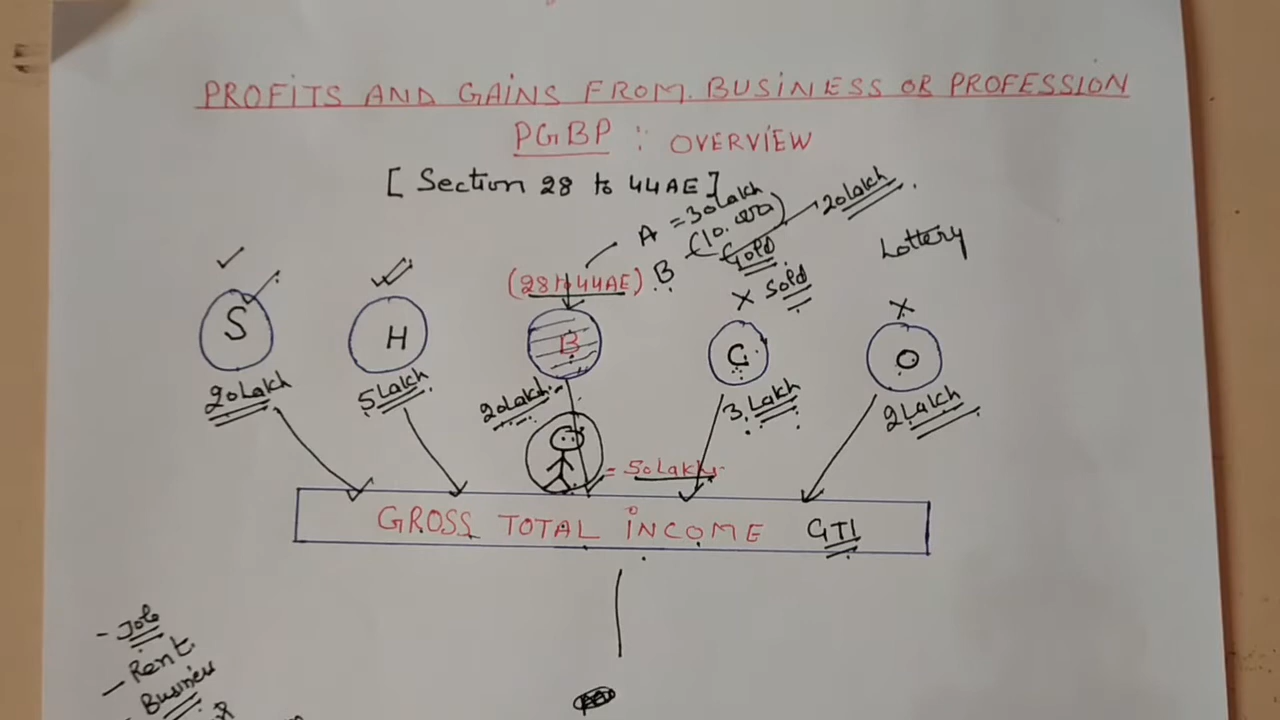 PROFITS AND GAINS FROM BUSINESS OR PROFESSION
PGBP : OVERVIEW
[ Section 28 to 44AE ]
A = 30 Lakh
20 Lakh
B
Gold
Lottery
(28 to 44AE)
X Sold
X
S
H
B
C
O
20 Lakh
5 Lakh
20 Lakh
3 Lakh
2 Lakh
= 50 Lakh
GROSS TOTAL INCOME GTI
- Job
- Rent
Business